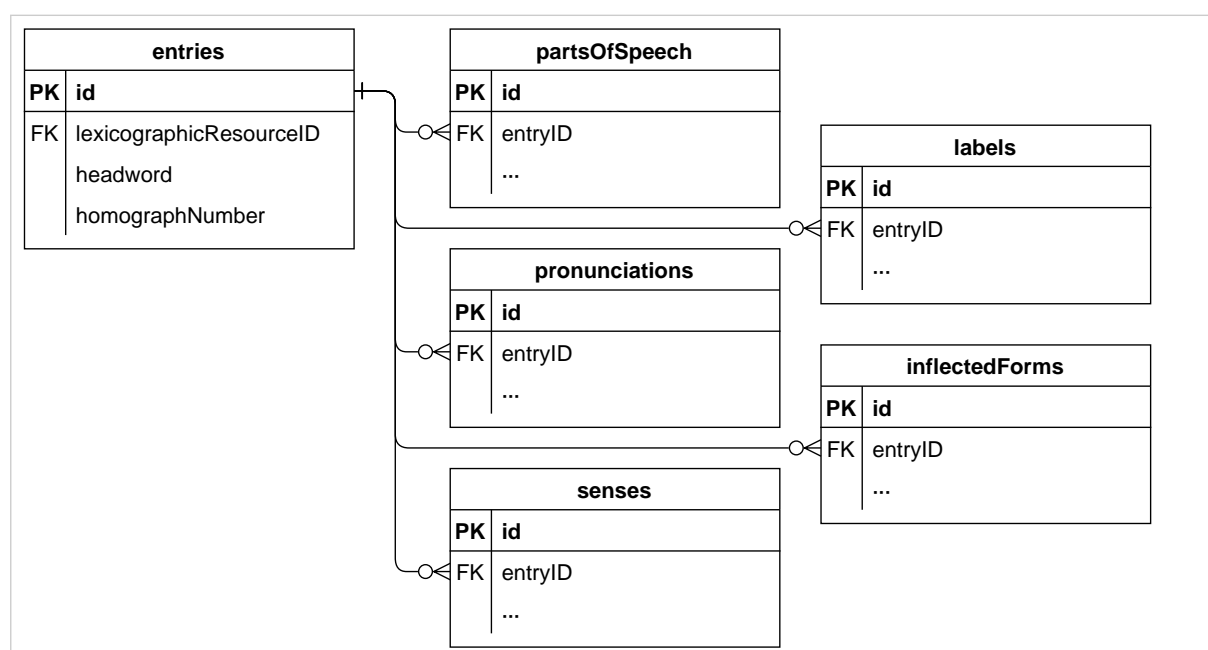 entries
PK id
FK lexicographicResourceID
headword
homographNumber
partsOfSpeech
PK id
FK entryID
...
labels
PK id
FK entryID
...
pronunciations
PK id
FK entryID
...
inflectedForms
PK id
FK entryID
...
senses
PK id
FK entryID
...